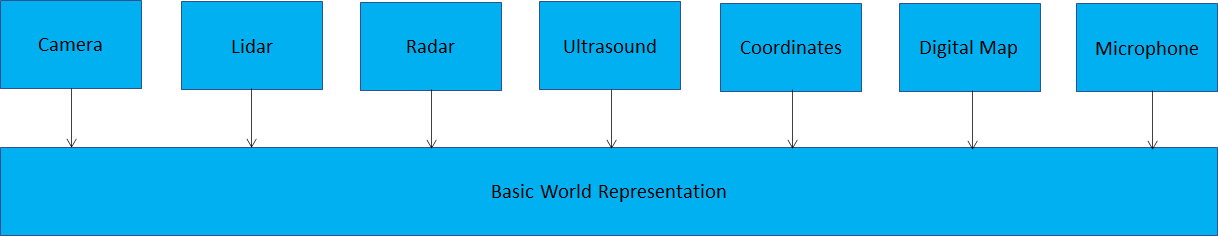 Camera
Lidar
Radar
Ultrasound
Coordinates
Digital Map
Microphone
Basic World Representation